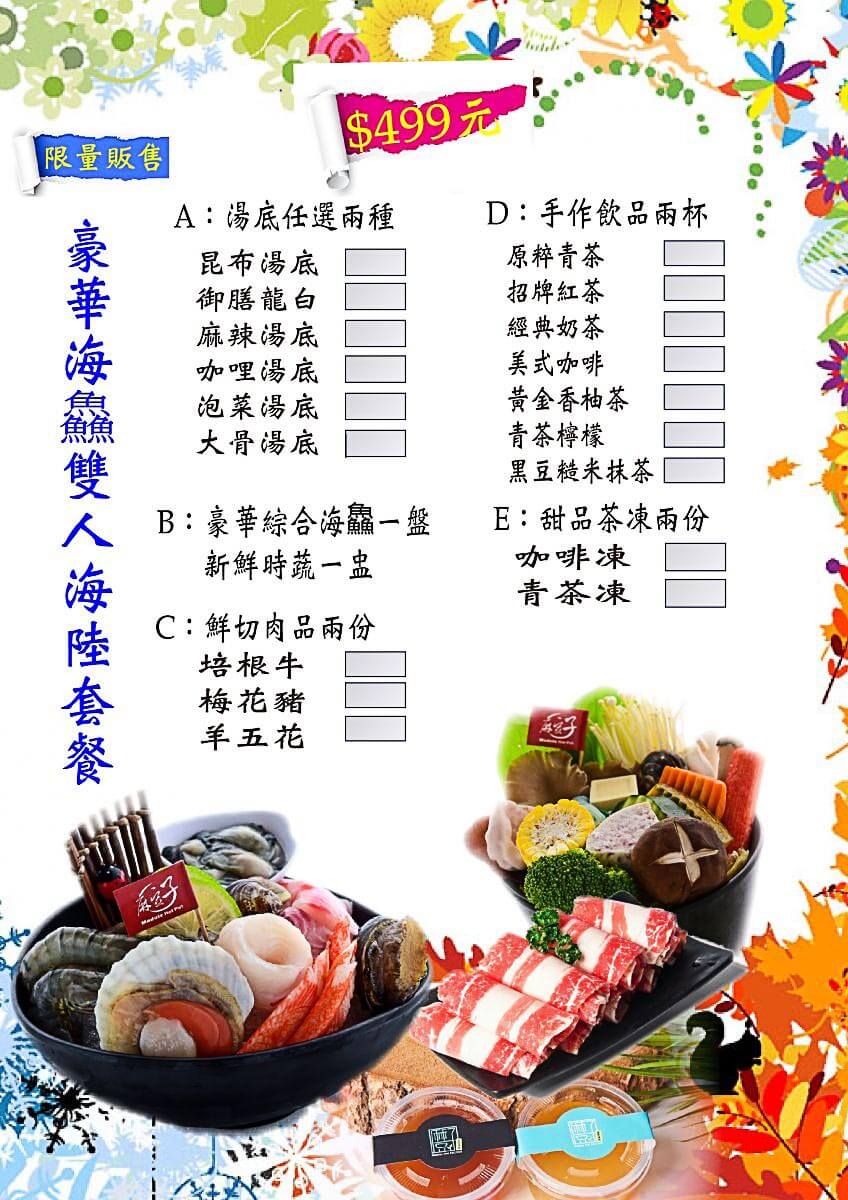 $499元
限量販售
豪華海鱻雙人海陸套餐
A：湯底任選兩種
昆布湯底
御膳龍白
麻辣湯底
咖哩湯底
泡菜湯底
大骨湯底
B：豪華綜合海鱻一盤
新鮮時蔬一盅
C：鮮切肉品兩份
培根牛
梅花豬
羊五花
D：手作飲品兩杯
原粹青茶
招牌紅茶
經典奶茶
美式咖啡
黃金香柚茶
青茶檸檬
黑豆糙米抹茶
E：甜品茶凍兩份
咖啡凍
青茶凍